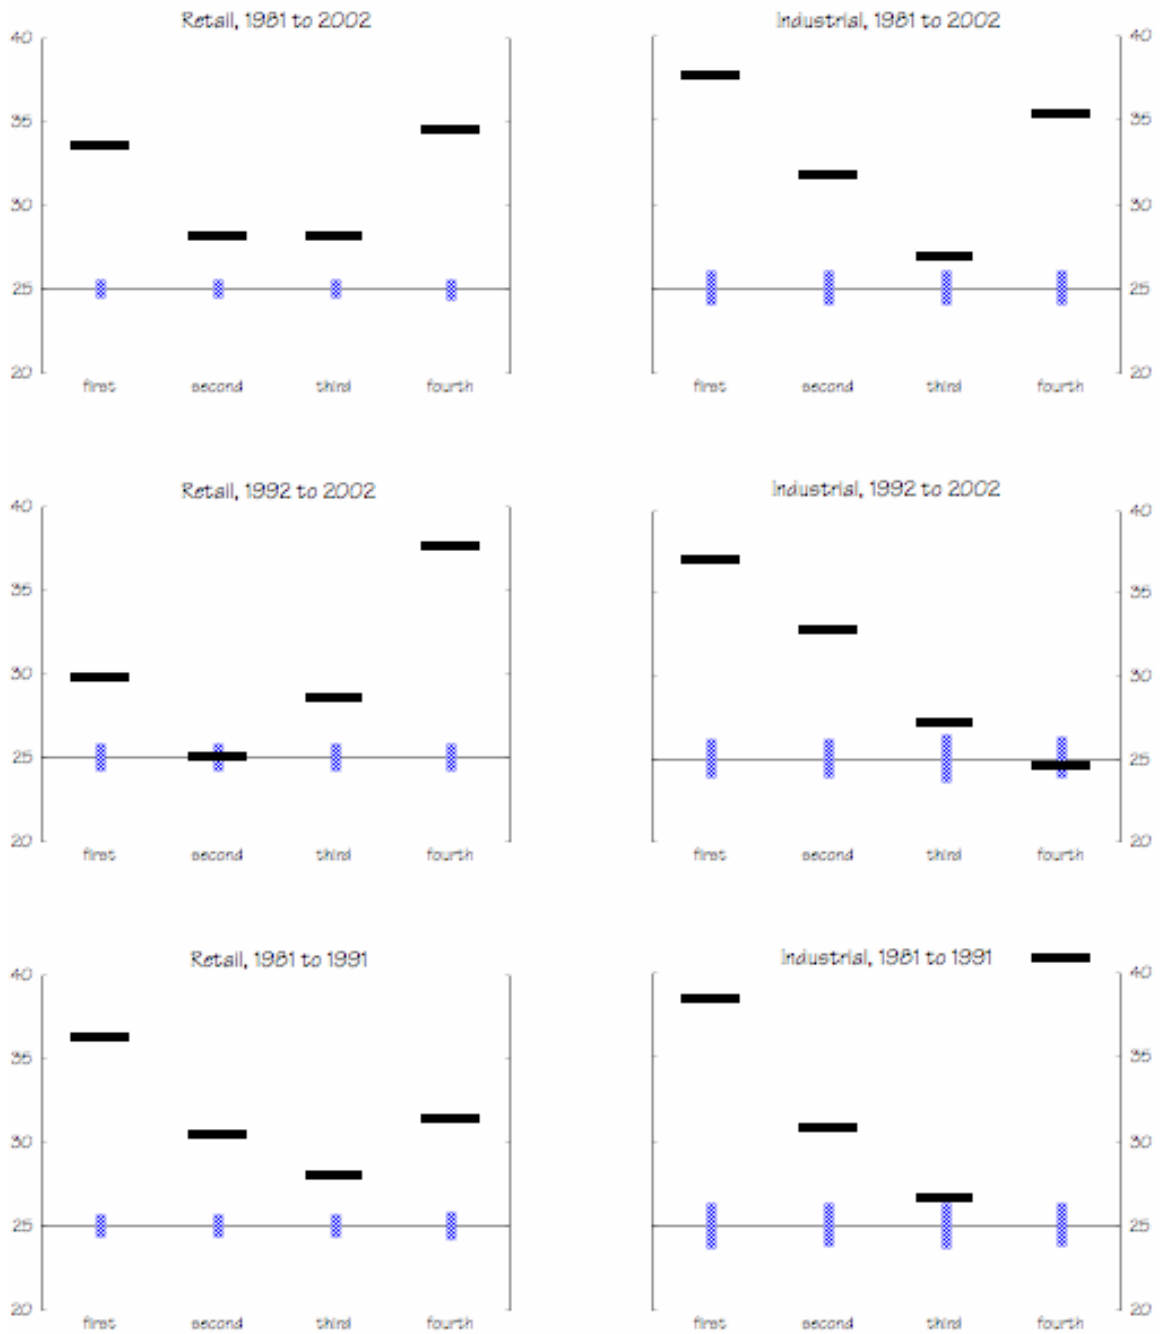 Retail, 1981 to 2002
40
35
30
25
20
first second third fourth
Industrial, 1981 to 2002
40
35
30
25
20
first second third fourth
Retail, 1992 to 2002
40
35
30
25
20
first second third fourth
Industrial, 1992 to 2002
40
35
30
25
20
first second third fourth
Retail, 1981 to 1991
40
35
30
25
20
first second third fourth
Industrial, 1981 to 1991
40
35
30
25
20
first second third fourth